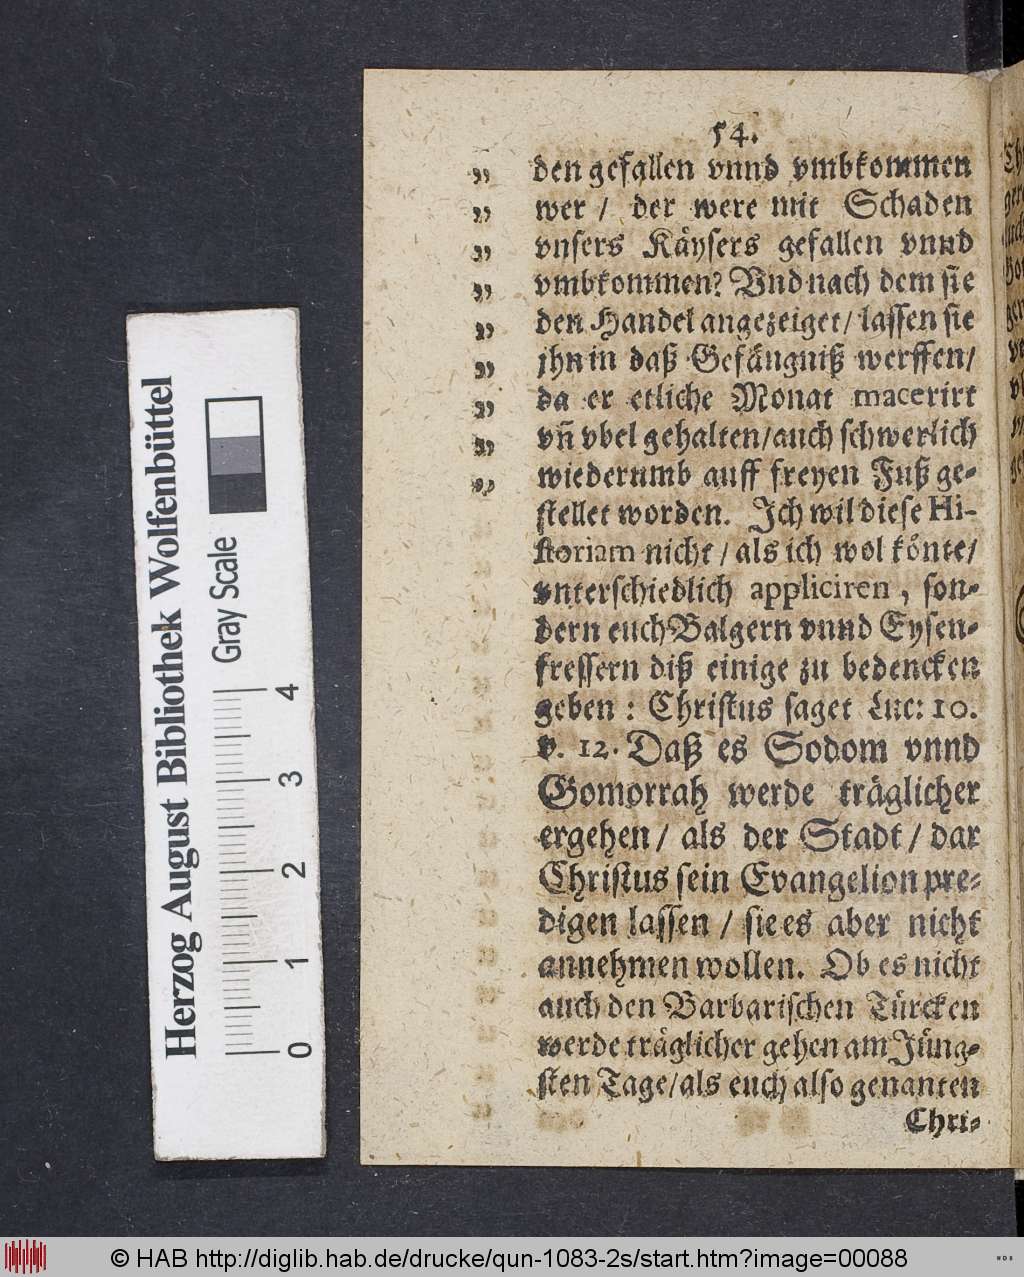 54.
„ den gefallen vnnd vmbkommen
„ wer / der were mit Schaden
„ vnsers Käysers gefallen vnnd
„ vmbkommen? Vnd nach dem sie
„ den Handel angezeiget / lassen sie
„ jhn in daß Gefängniß werffen /
„ da er etliche Monat macerirt
„ vñ vbel gehalten / auch schwerlich
„ wiederumb auff freyen Fuß ge-
stellet worden. Ich wil diese Hi-
storiam nicht / als ich wol könte /
vnterschiedlich appliciren, son-
dern euch Balgern vnnd Eysen-
fressern diß einige zu bedencken
geben : Christus saget Luc: 10.
v. 12. Daß es Sodom vnnd
Gomorrah werde träglicher
ergehen / als der Stadt / dar
Christus sein Evangelion pre-
digen lassen / sie es aber nicht
annehmen wollen. Ob es nicht
auch den Barbarischen Türcken
werde träglicher gehen am Jüng-
sten Tage / als euch also genanten
Chri-
Herzog August Bibliothek Wolfenbüttel
Gray Scale
0 1 2 3 4
© HAB http://diglib.hab.de/drucke/qun-1083-2s/start.htm?image=00088